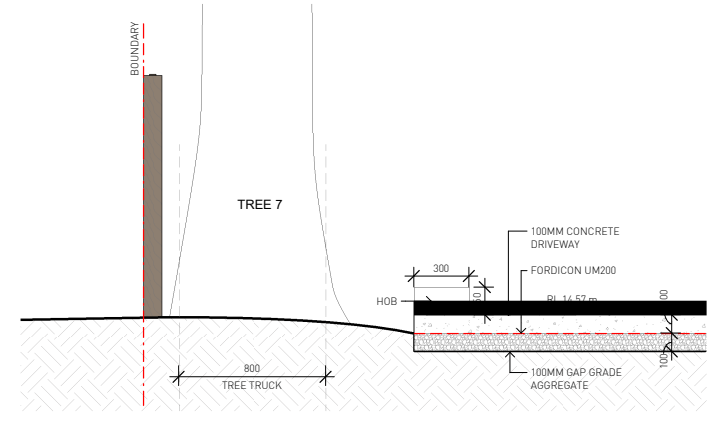 BOUNDARY
TREE 7
100MM CONCRETE
DRIVEWAY
300
FORDICON UM200
HOB
RL 14.57 m
800
TREE TRUCK
100
100MM GAP GRADE
AGGREGATE